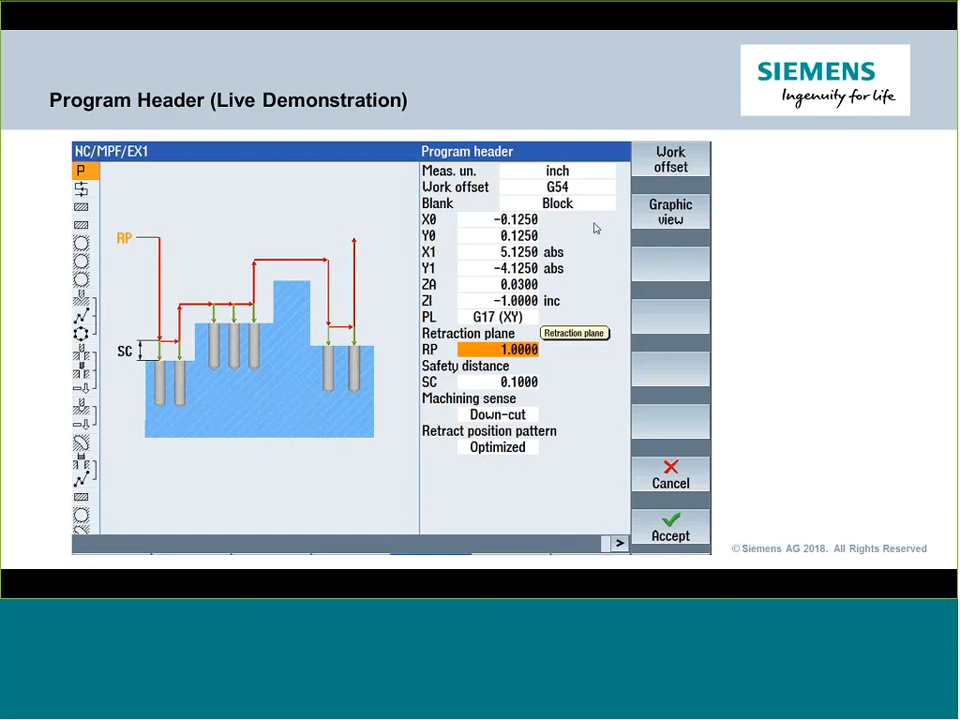 SIEMENS
Ingenuity for life
Program Header (Live Demonstration)
NC/MPF/EX1
P
RP
SC
Program header
Meas. un. inch
Work offset G54
Blank Block
X0 -0.1250
Y0 0.1250
X1 5.1250 abs
Y1 -4.1250 abs
ZA 0.0300
ZI -1.0000 inc
PL G17 (XY)
Retraction plane Retraction plane
RP 1.0000
Safety distance
SC 0.1000
Machining sense
Down-cut
Retract position pattern
Optimized
>
Work
offset
Graphic
view
Cancel
Accept
© Siemens AG 2018. All Rights Reserved